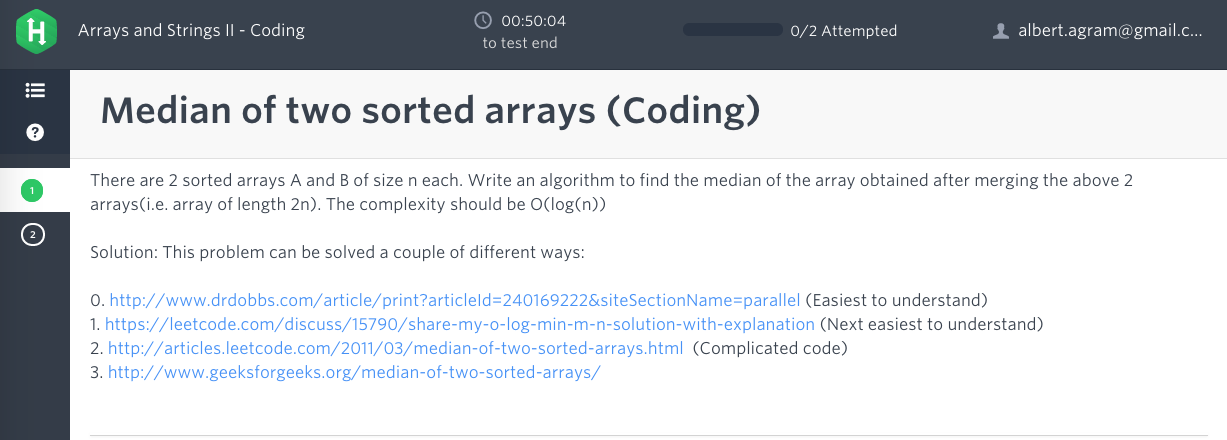 H
Arrays and Strings II - Coding
00:50:04
to test end
0/2 Attempted
albert.agram@gmail.c...
?
Median of two sorted arrays (Coding)
1
2
There are 2 sorted arrays A and B of size n each. Write an algorithm to find the median of the array obtained after merging the above 2
arrays(i.e. array of length 2n). The complexity should be O(log(n))
Solution: This problem can be solved a couple of different ways:
0. http://www.drdobbs.com/article/print?articleId=240169222&siteSectionName=parallel (Easiest to understand)
1. https://leetcode.com/discuss/15790/share-my-o-log-min-m-n-solution-with-explanation (Next easiest to understand)
2. http://articles.leetcode.com/2011/03/median-of-two-sorted-arrays.html (Complicated code)
3. http://www.geeksforgeeks.org/median-of-two-sorted-arrays/